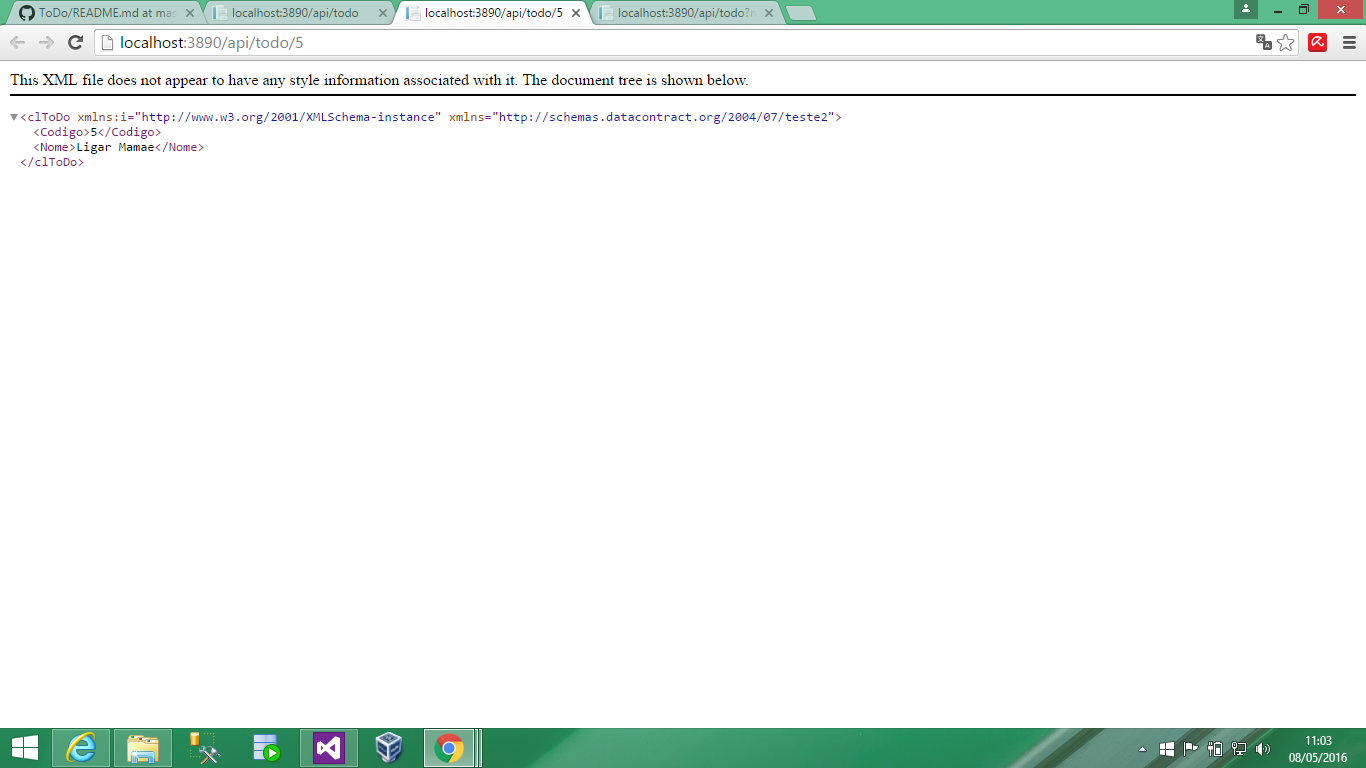 ToDo/README.md at mas
localhost:3890/api/todo
localhost:3890/api/todo/5
localhost:3890/api/todo?n
localhost:3890/api/todo/5
This XML file does not appear to have any style information associated with it. The document tree is shown below.
<clToDo xmlns:i="http://www.w3.org/2001/XMLSchema-instance" xmlns="http://schemas.datacontract.org/2004/07/teste2">
<Codigo>5</Codigo>
<Nome>Ligar Mamae</Nome>
</clToDo>
11:03
08/05/2016